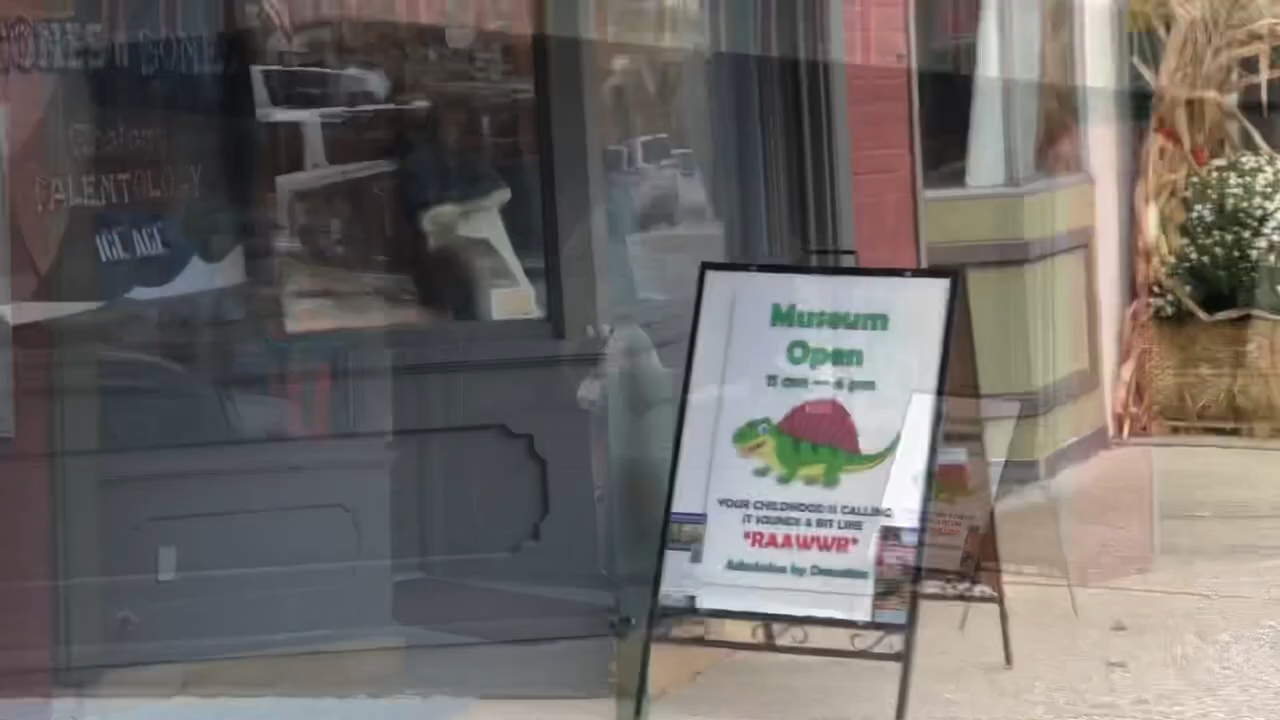 ICE AGE
Museum
Open
11 am — 4 pm
YOUR CHILDHOOD IS CALLING
IT SOUNDS A BIT LIKE
"RAAWWR"
Admission by Donation